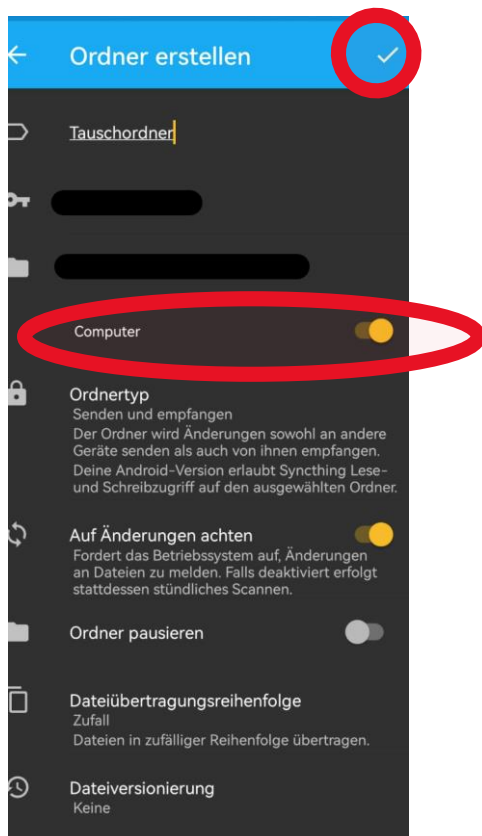 Ordner erstellen
Tauschordner
Computer
Ordnertyp
Senden und empfangen
Der Ordner wird Änderungen sowohl an andere
Geräte senden als auch von ihnen empfangen.
Deine Android-Version erlaubt Syncthing Lese-
und Schreibzugriff auf den ausgewählten Ordner.
Auf Änderungen achten
Fordert das Betriebssystem auf, Änderungen
an Dateien zu melden. Falls deaktiviert erfolgt
stattdessen stündliches Scannen.
Ordner pausieren
Dateiübertragungsreihenfolge
Zufall
Dateien in zufälliger Reihenfolge übertragen.
Dateiversionierung
Keine